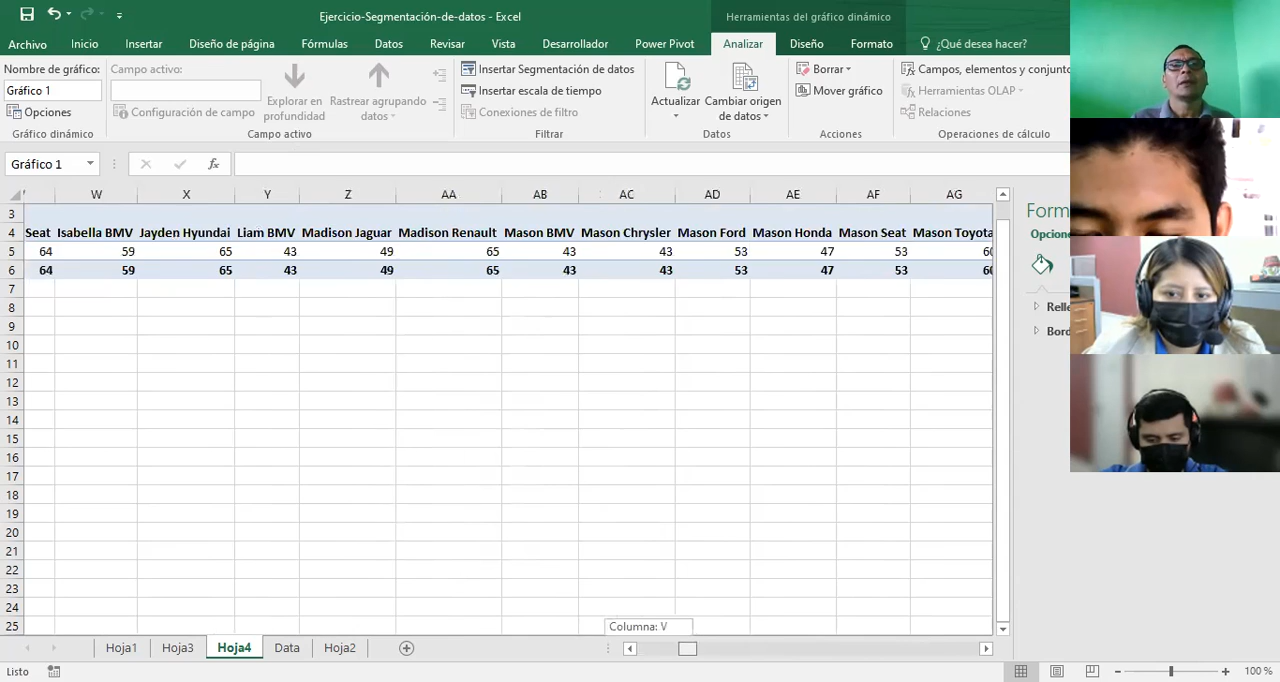 Ejercicio-Segmentación-de-datos - Excel
Herramientas del gráfico dinámico
Archivo Inicio Insertar Diseño de página Fórmulas Datos Revisar Vista Desarrollador Power Pivot Analizar Diseño Formato ¿Qué desea hacer?
Nombre de gráfico:
Gráfico 1
Opciones
Gráfico dinámico
Campo activo:
Configuración de campo
Explorar en profundidad
Rastrear agrupando datos
Campo activo
Insertar Segmentación de datos
Insertar escala de tiempo
Conexiones de filtro
Filtrar
Actualizar
Cambiar origen de datos
Datos
Borrar
Mover gráfico
Acciones
Campos, elementos y conjunto
Herramientas OLAP
Relaciones
Operaciones de cálculo
Gráfico 1 fx
W X Y Z AA AB AC AD AE AF AG
3
4 Seat Isabella BMV Jayden Hyundai Liam BMV Madison Jaguar Madison Renault Mason BMV Mason Chrysler Mason Ford Mason Honda Mason Seat Mason Toyota
5 64 59 65 43 49 65 43 43 53 47 53 60
6 64 59 65 43 49 65 43 43 53 47 53 60
7
8
9
10
11
12
13
14
15
16
17
18
19
20
21
22
23
24
25
Form
Opcione
Relle
Bord
Columna: V
Hoja1 Hoja3 Hoja4 Data Hoja2
Listo
100 %